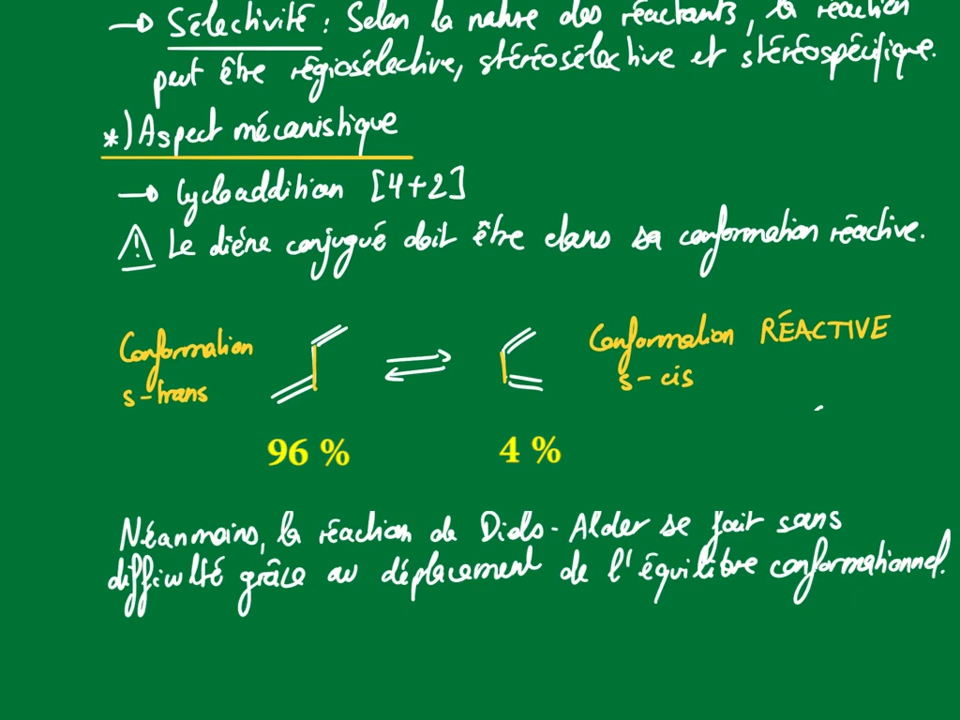 → Sélectivité : Selon la nature des réactants, la réaction
peut être régiosélective, stéréosélective et stéréospécifique.
*) Aspect mécanistique
→ Cycloaddition [4+2]
⚠ Le diéne conjugué doit être dans sa conformation réactive.
Conformation
s-trans
Conformation RÉACTIVE
s-cis
96 %
4 %
Néanmoins, la réaction de Diels-Alder se fait sans
difficulté grâce au déplacement de l'équilibre conformationnel.